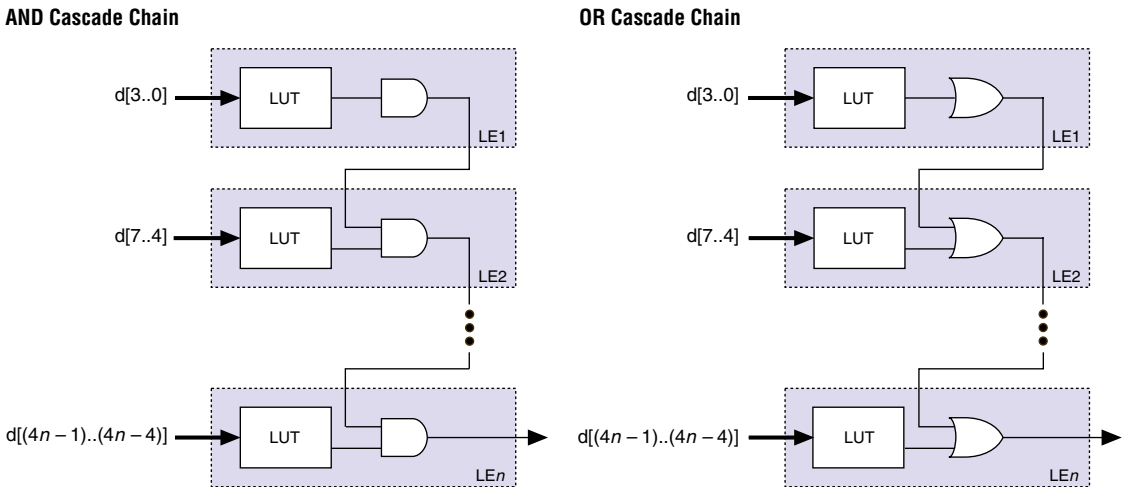 AND Cascade Chain
d[3..0]
LUT
LE1
d[7..4]
LUT
LE2
d[(4n – 1)..(4n – 4)]
LUT
LEn
OR Cascade Chain
d[3..0]
LUT
LE1
d[7..4]
LUT
LE2
d[(4n – 1)..(4n – 4)]
LUT
LEn